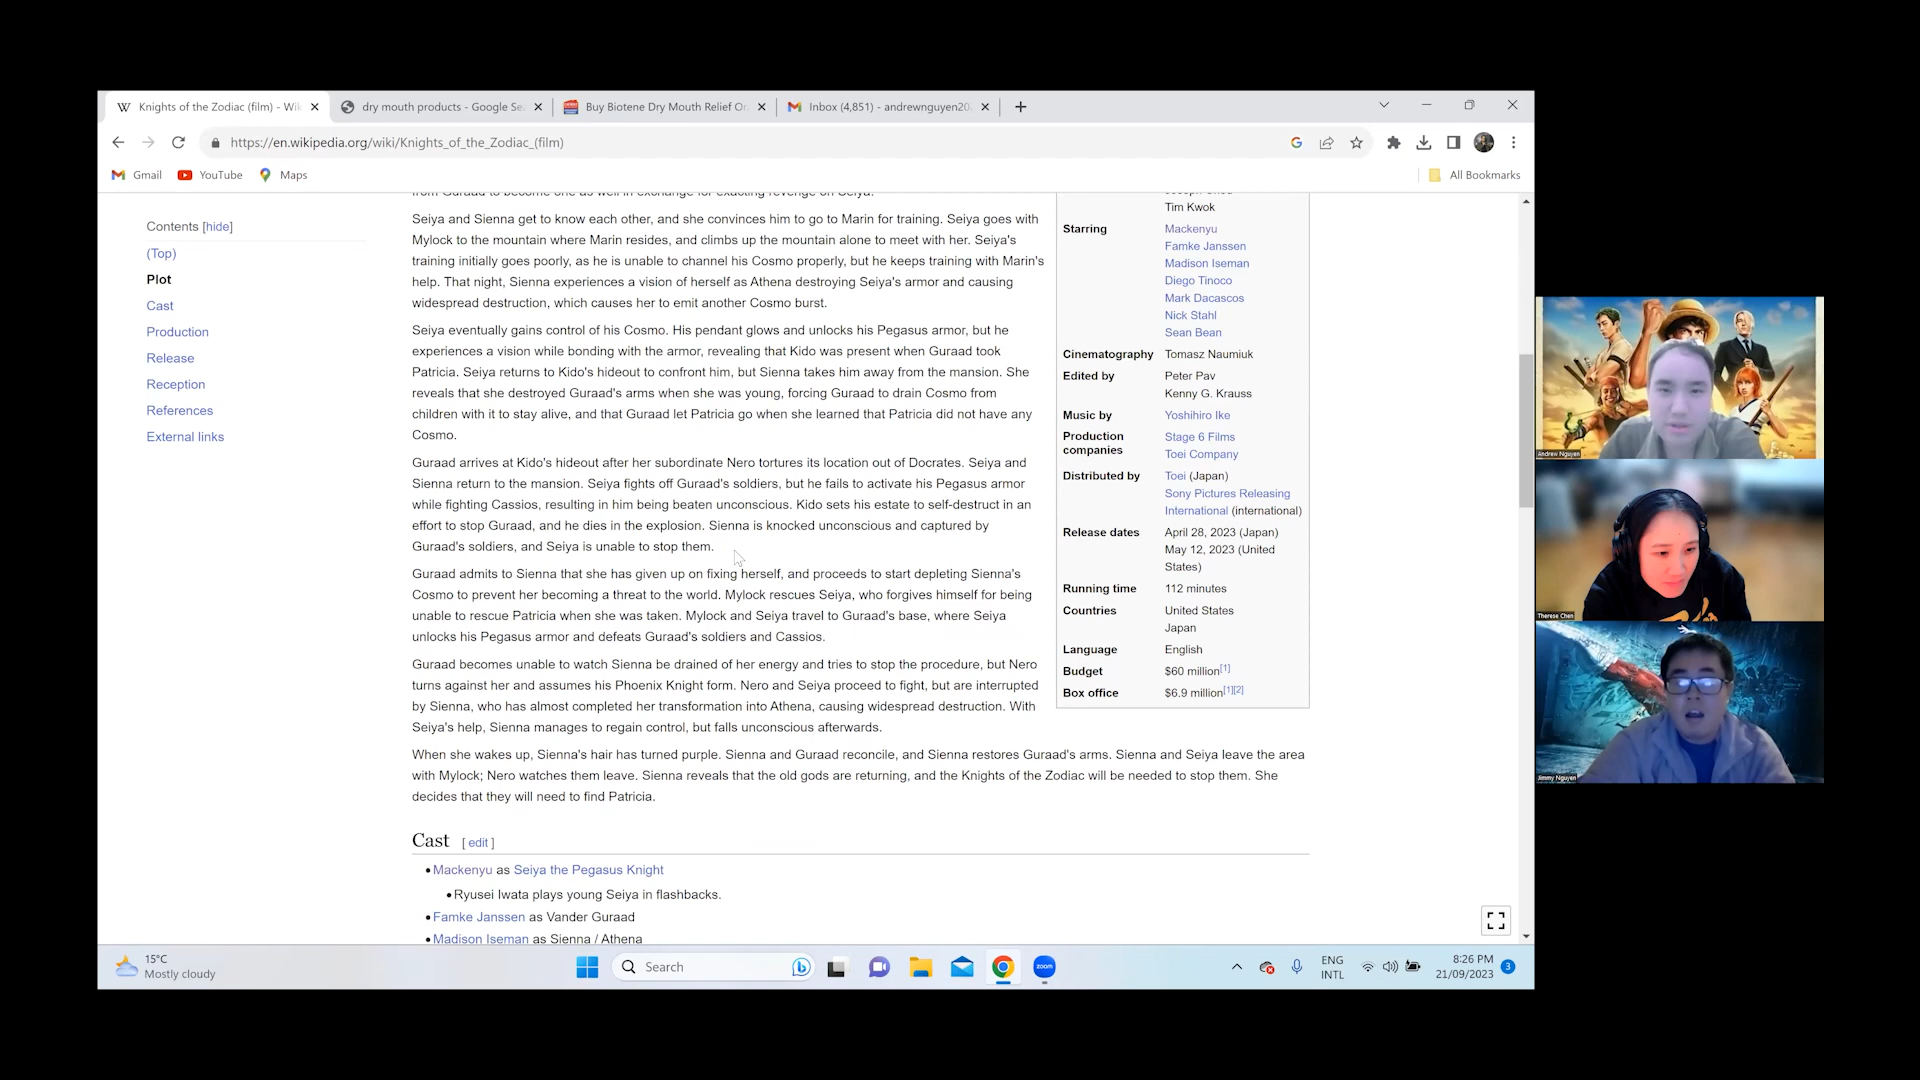 Knights of the Zodiac (film) - Wi
dry mouth products - Google Se
Buy Biotene Dry Mouth Relief Or
Inbox (4,851) - andrewnguyen20
https://en.wikipedia.org/wiki/Knights_of_the_Zodiac_(film)
Gmail
YouTube
Maps
All Bookmarks
Contents [hide]
(Top)
Plot
Cast
Production
Release
Reception
References
External links
from Guraad to become one as well in exchange for exacting revenge on Seiya.
Seiya and Sienna get to know each other, and she convinces him to go to Marin for training. Seiya goes with
Mylock to the mountain where Marin resides, and climbs up the mountain alone to meet with her. Seiya's
training initially goes poorly, as he is unable to channel his Cosmo properly, but he keeps training with Marin's
help. That night, Sienna experiences a vision of herself as Athena destroying Seiya's armor and causing
widespread destruction, which causes her to emit another Cosmo burst.
Seiya eventually gains control of his Cosmo. His pendant glows and unlocks his Pegasus armor, but he
experiences a vision while bonding with the armor, revealing that Kido was present when Guraad took
Patricia. Seiya returns to Kido's hideout to confront him, but Sienna takes him away from the mansion. She
reveals that she destroyed Guraad's arms when she was young, forcing Guraad to drain Cosmo from
children with it to stay alive, and that Guraad let Patricia go when she learned that Patricia did not have any
Cosmo.
Guraad arrives at Kido's hideout after her subordinate Nero tortures its location out of Docrates. Seiya and
Sienna return to the mansion. Seiya fights off Guraad's soldiers, but he fails to activate his Pegasus armor
while fighting Cassios, resulting in him being beaten unconscious. Kido sets his estate to self-destruct in an
effort to stop Guraad, and he dies in the explosion. Sienna is knocked unconscious and captured by
Guraad's soldiers, and Seiya is unable to stop them.
Guraad admits to Sienna that she has given up on fixing herself, and proceeds to start depleting Sienna's
Cosmo to prevent her becoming a threat to the world. Mylock rescues Seiya, who forgives himself for being
unable to rescue Patricia when she was taken. Mylock and Seiya travel to Guraad's base, where Seiya
unlocks his Pegasus armor and defeats Guraad's soldiers and Cassios.
Guraad becomes unable to watch Sienna be drained of her energy and tries to stop the procedure, but Nero
turns against her and assumes his Phoenix Knight form. Nero and Seiya proceed to fight, but are interrupted
by Sienna, who has almost completed her transformation into Athena, causing widespread destruction. With
Seiya's help, Sienna manages to regain control, but falls unconscious afterwards.
When she wakes up, Sienna's hair has turned purple. Sienna and Guraad reconcile, and Sienna restores Guraad's arms. Sienna and Seiya leave the area
with Mylock; Nero watches them leave. Sienna reveals that the old gods are returning, and the Knights of the Zodiac will be needed to stop them. She
decides that they will need to find Patricia.
Cast [ edit ]
Mackenyu as Seiya the Pegasus Knight
Ryusei Iwata plays young Seiya in flashbacks.
Famke Janssen as Vander Guraad
Madison Iseman as Sienna / Athena
Tim Kwok
Starring Mackenyu
Famke Janssen
Madison Iseman
Diego Tinoco
Mark Dacascos
Nick Stahl
Sean Bean
Cinematography Tomasz Naumiuk
Edited by Peter Pav
Kenny G. Krauss
Music by Yoshihiro Ike
Production companies Stage 6 Films
Toei Company
Distributed by Toei (Japan)
Sony Pictures Releasing
International (international)
Release dates April 28, 2023 (Japan)
May 12, 2023 (United
States)
Running time 112 minutes
Countries United States
Japan
Language English
Budget $60 million[1]
Box office $6.9 million[1][2]
Andrew Nguyen
Therese Chen
Jimmy Nguyen
15°C
Mostly cloudy
Search
zoom
ENG
INTL
8:26 PM
21/09/2023
3